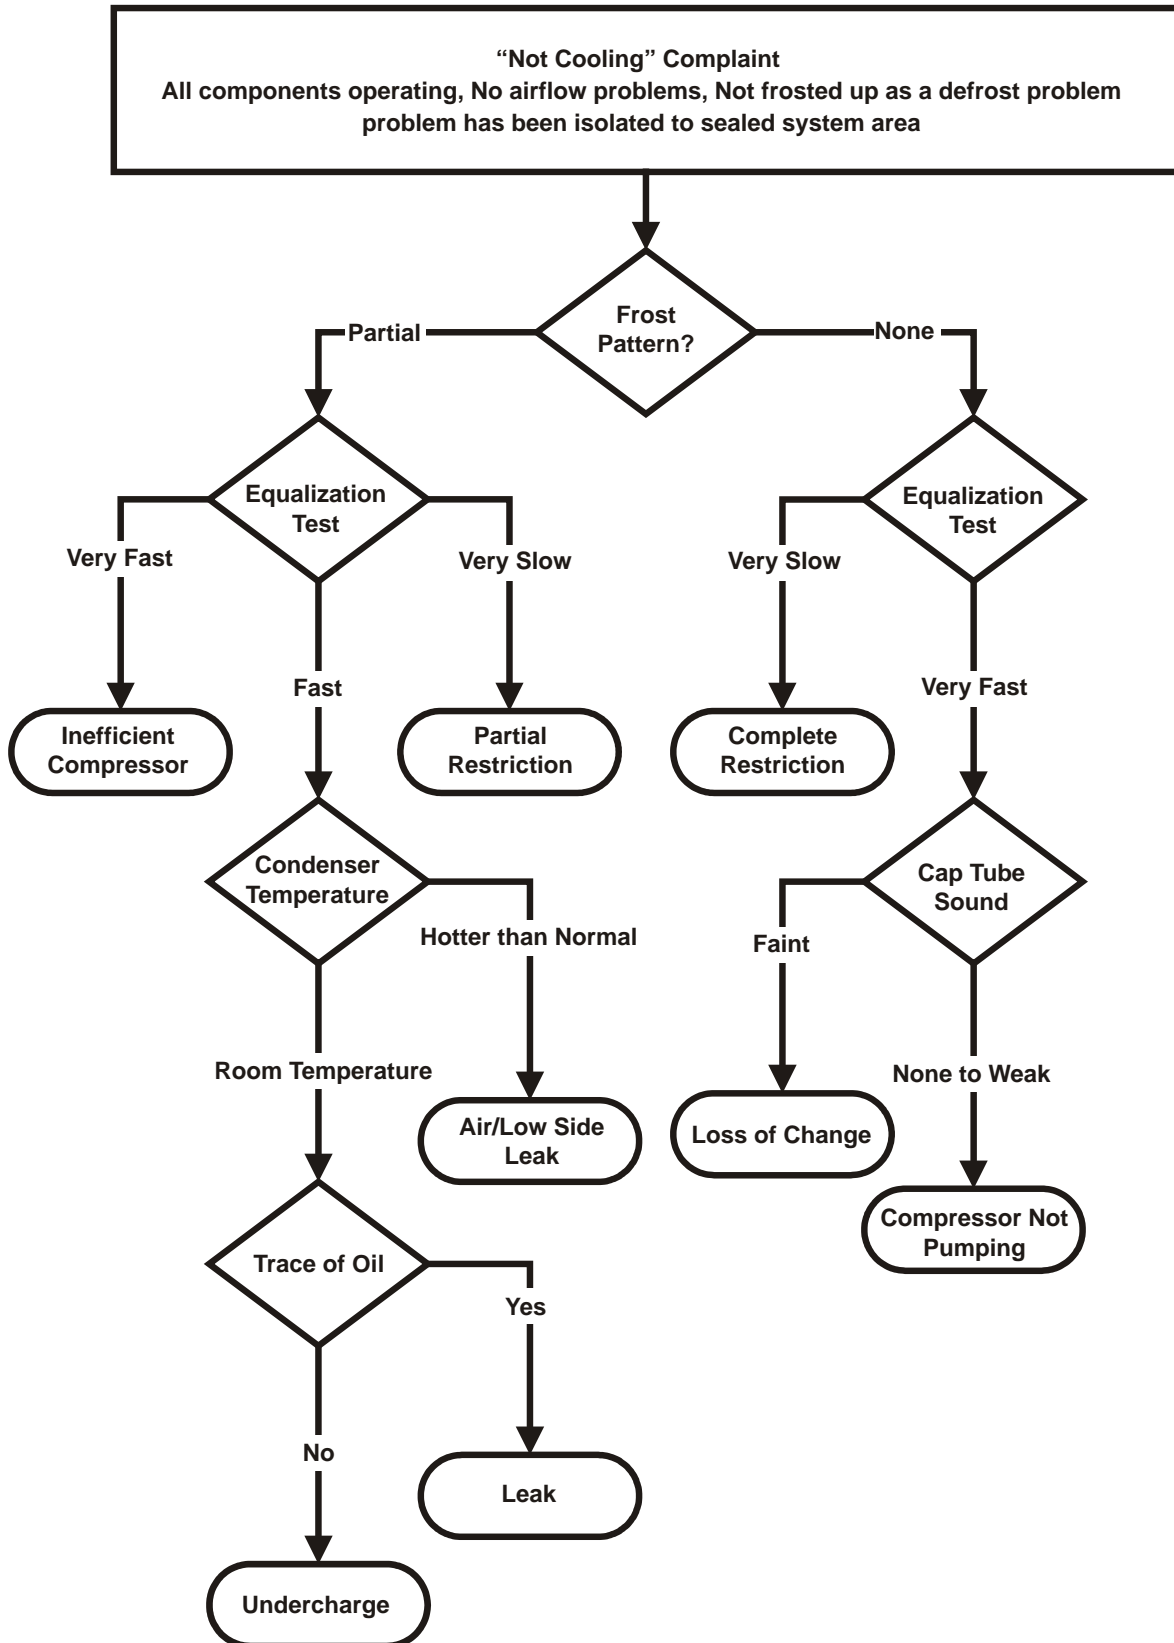 “Not Cooling” Complaint
All components operating, No airflow problems, Not frosted up as a defrost problem
problem has been isolated to sealed system area
Frost
Pattern?
Partial
None
Equalization
Test
Equalization
Test
Very Fast
Very Slow
Very Slow
Fast
Very Fast
Inefficient
Compressor
Partial
Restriction
Complete
Restriction
Condenser
Temperature
Cap Tube
Sound
Hotter than Normal
Faint
Room Temperature
None to Weak
Air/Low Side
Leak
Loss of Change
Compressor Not
Pumping
Trace of Oil
Yes
No
Leak
Undercharge